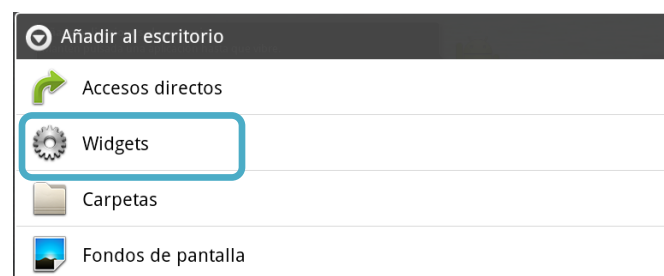 Añadir al escritorio
Accesos directos
Widgets
Carpetas
Fondos de pantalla